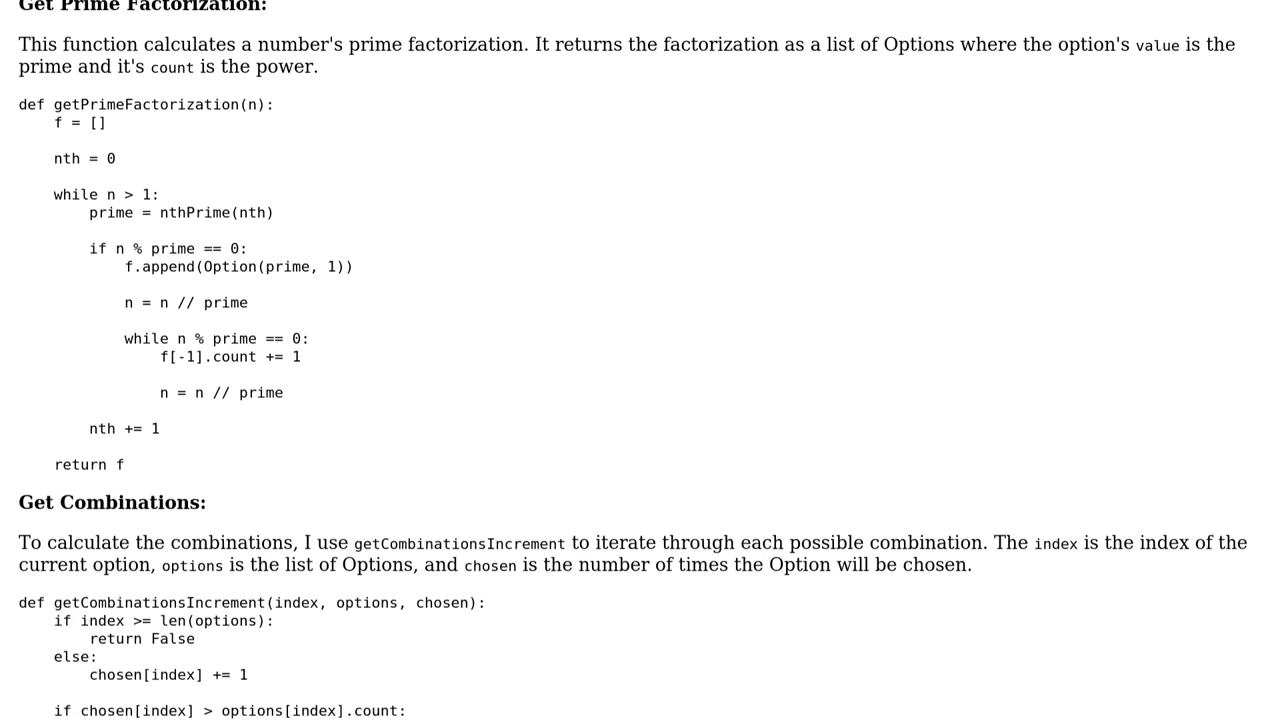 Get Prime Factorization:
This function calculates a number's prime factorization. It returns the factorization as a list of Options where the option's value is the
prime and it's count is the power.
def getPrimeFactorization(n):
    f = []
    nth = 0
    while n > 1:
        prime = nthPrime(nth)
        if n % prime == 0:
            f.append(Option(prime, 1))
            n = n // prime
            while n % prime == 0:
                f[-1].count += 1
                n = n // prime
        nth += 1
    return f
Get Combinations:
To calculate the combinations, I use getCombinationsIncrement to iterate through each possible combination. The index is the index of the
current option, options is the list of Options, and chosen is the number of times the Option will be chosen.
def getCombinationsIncrement(index, options, chosen):
    if index >= len(options):
        return False
    else:
        chosen[index] += 1
    if chosen[index] > options[index].count: